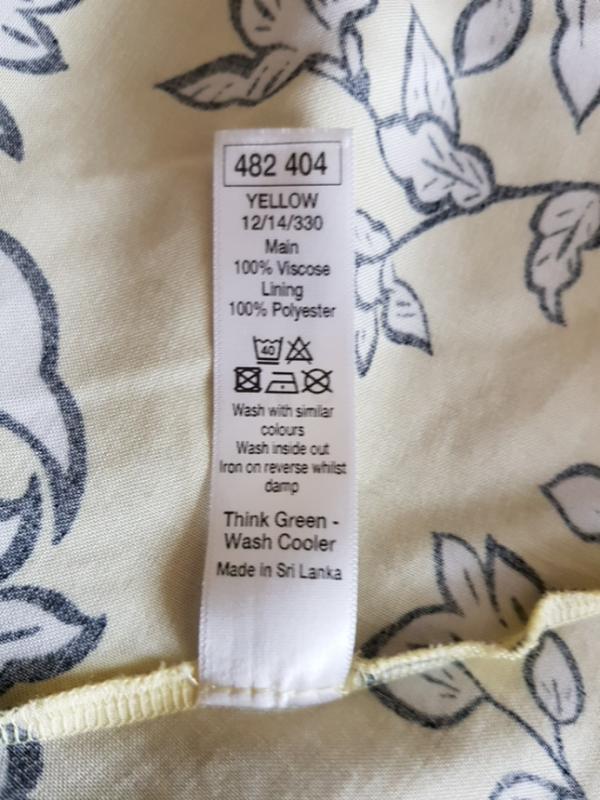 482 404
YELLOW
12/14/330
Main
100% Viscose
Lining
100% Polyester
40
Wash with similar
colours
Wash inside out
Iron on reverse whilst
damp
Think Green -
Wash Cooler
Made in Sri Lanka